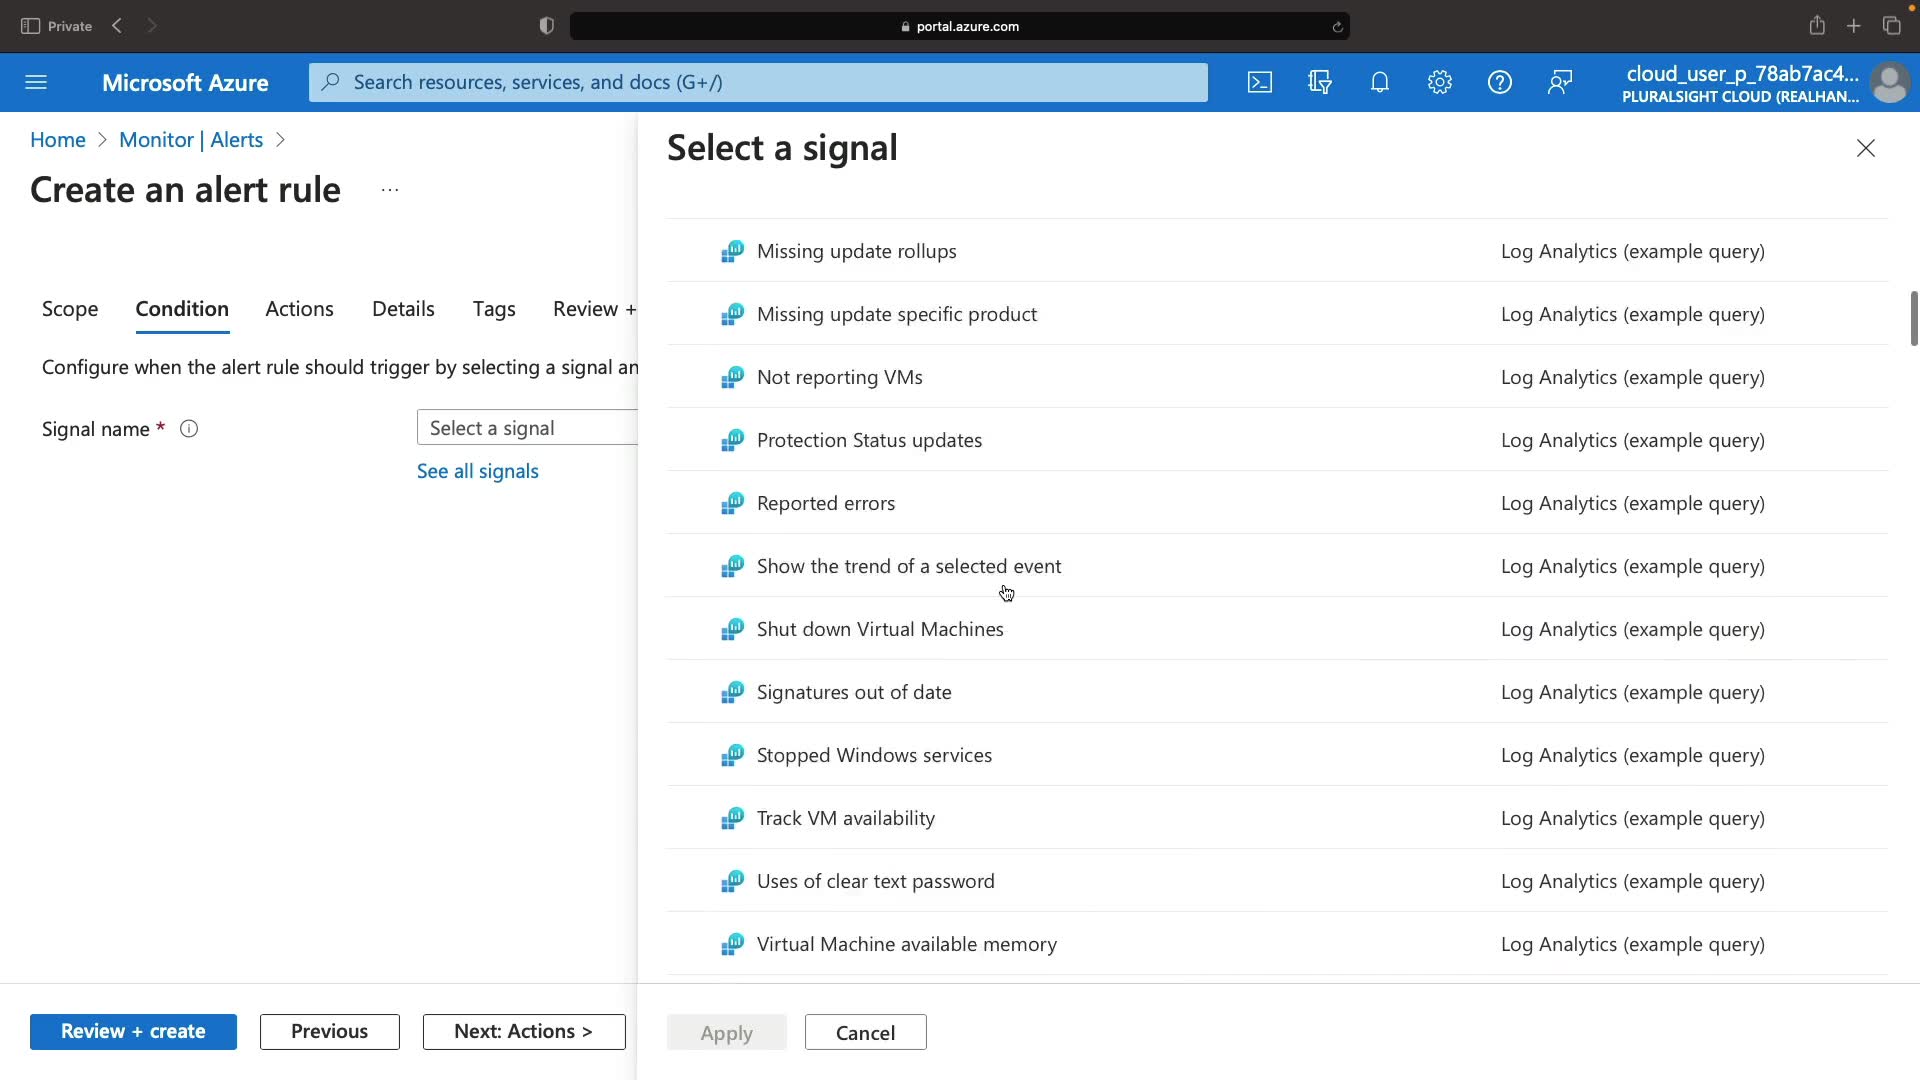 Private
portal.azure.com
Microsoft Azure
Search resources, services, and docs (G+/)
cloud_user_p_78ab7ac4...
PLURALSIGHT CLOUD (REALHAN...
Home > Monitor | Alerts >
Create an alert rule ...
Scope Condition Actions Details Tags Review +
Configure when the alert rule should trigger by selecting a signal an
Signal name *
Select a signal
See all signals
Review + create
Previous
Next: Actions >
Select a signal
Missing update rollups Log Analytics (example query)
Missing update specific product Log Analytics (example query)
Not reporting VMs Log Analytics (example query)
Protection Status updates Log Analytics (example query)
Reported errors Log Analytics (example query)
Show the trend of a selected event Log Analytics (example query)
Shut down Virtual Machines Log Analytics (example query)
Signatures out of date Log Analytics (example query)
Stopped Windows services Log Analytics (example query)
Track VM availability Log Analytics (example query)
Uses of clear text password Log Analytics (example query)
Virtual Machine available memory Log Analytics (example query)
Apply
Cancel